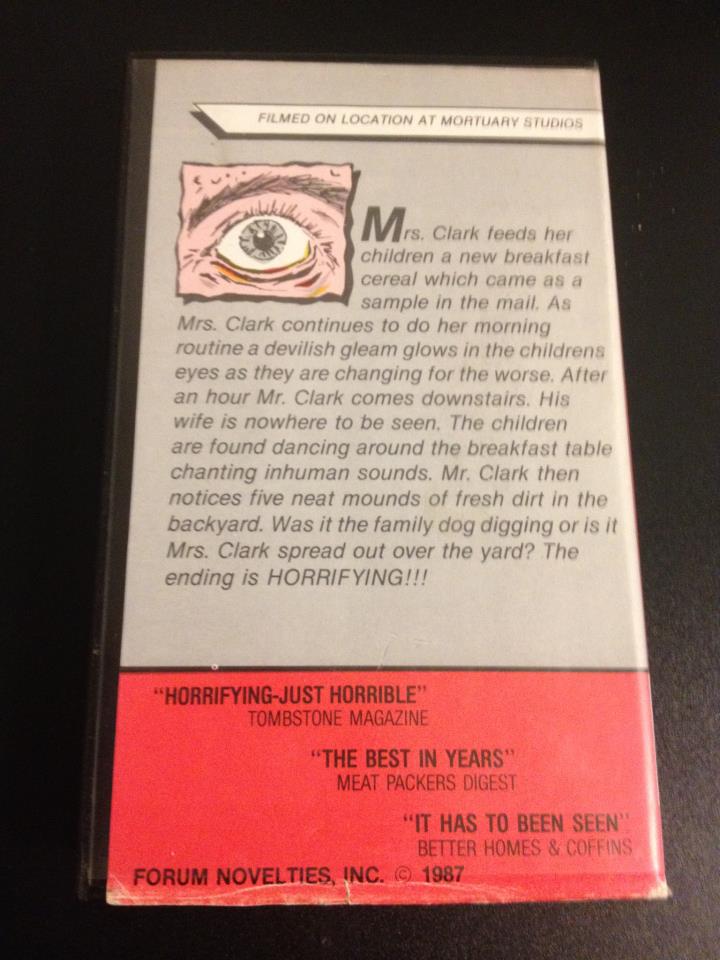 FILMED ON LOCATION AT MORTUARY STUDIOS
Mrs. Clark feeds her
children a new breakfast
cereal which came as a
sample in the mail. As
Mrs. Clark continues to do her morning
routine a devilish gleam glows in the childrens
eyes as they are changing for the worse. After
an hour Mr. Clark comes downstairs. His
wife is nowhere to be seen. The children
are found dancing around the breakfast table
chanting inhuman sounds. Mr. Clark then
notices five neat mounds of fresh dirt in the
backyard. Was it the family dog digging or is it
Mrs. Clark spread out over the yard? The
ending is HORRIFYING!!!
“HORRIFYING-JUST HORRIBLE”
TOMBSTONE MAGAZINE
“THE BEST IN YEARS”
MEAT PACKERS DIGEST
“IT HAS TO BEEN SEEN”
BETTER HOMES & COFFINS
FORUM NOVELTIES, INC. © 1987